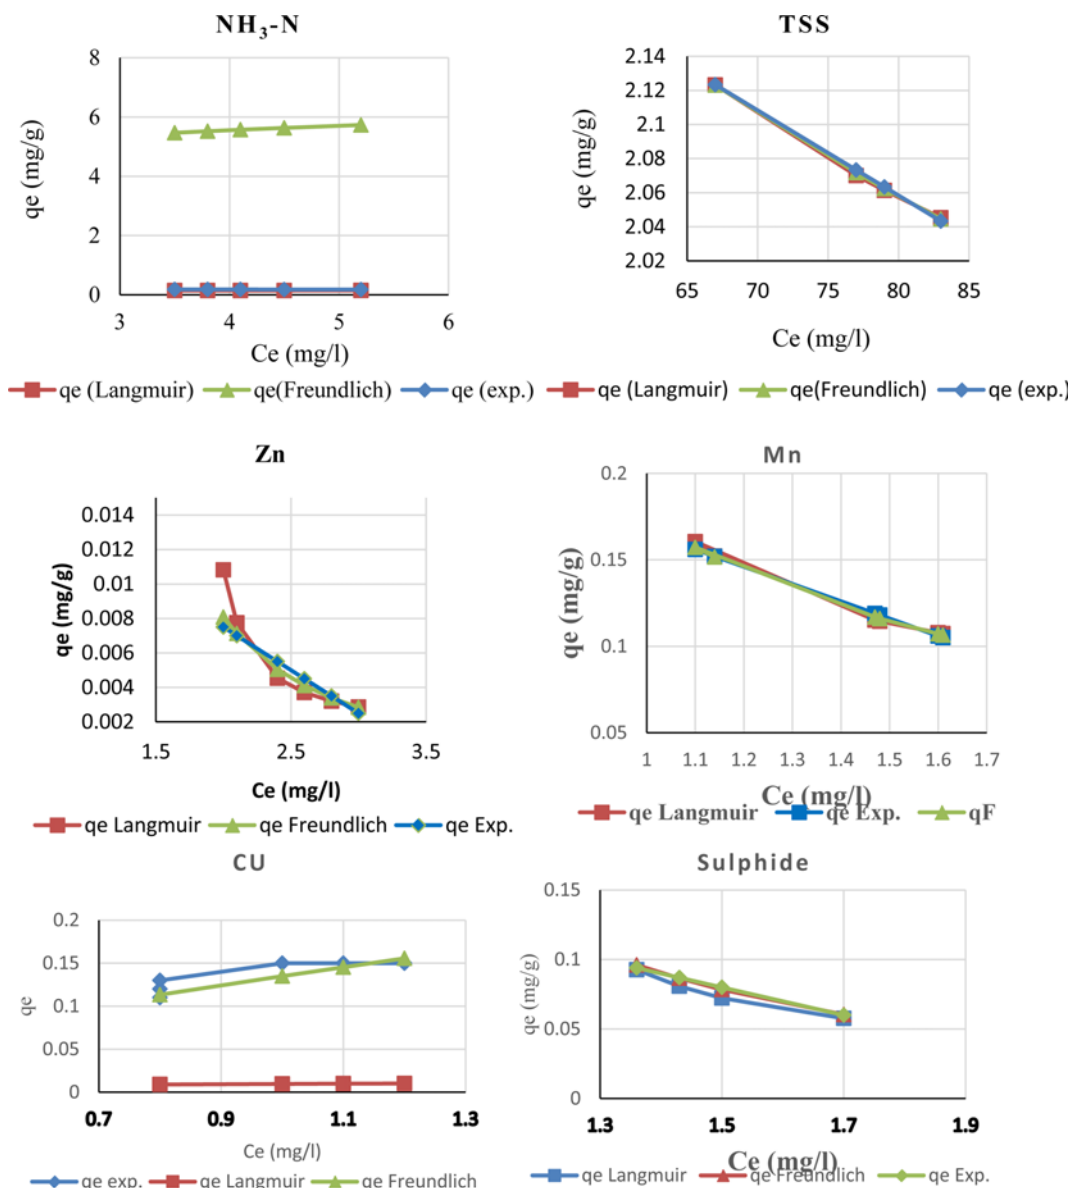 NH₃-N
8
6
4
2
0
qe (mg/g)
3 4 5 6
Ce (mg/l)
qe (Langmuir) qe(Freundlich) qe (exp.)
TSS
2.14
2.12
2.1
2.08
2.06
2.04
2.02
qe (mg/g)
65 70 75 80 85
Ce (mg/l)
qe (Langmuir) qe(Freundlich) qe (exp.)
Zn
0.014
0.012
0.01
0.008
0.006
0.004
0.002
qe (mg/g)
1.5 2.5 3.5
Ce (mg/l)
qe Langmuir qe Freundlich qe Exp.
Mn
0.2
0.15
0.1
0.05
qe (mg/g)
1 1.1 1.2 1.3 1.4 1.5 1.6 1.7
Ce (mg/l)
qe Langmuir qe Exp. qF
CU
0.2
0.15
0.1
0.05
0
qe
0.7 0.9 1.1 1.3
Ce (mg/l)
qe exp. qe Langmuir qe Freundlich
Sulphide
0.15
0.1
0.05
0
qe (mg/g)
1.3 1.5 1.7 1.9
Ce (mg/l)
qe Langmuir qe Freundlich qe Exp.